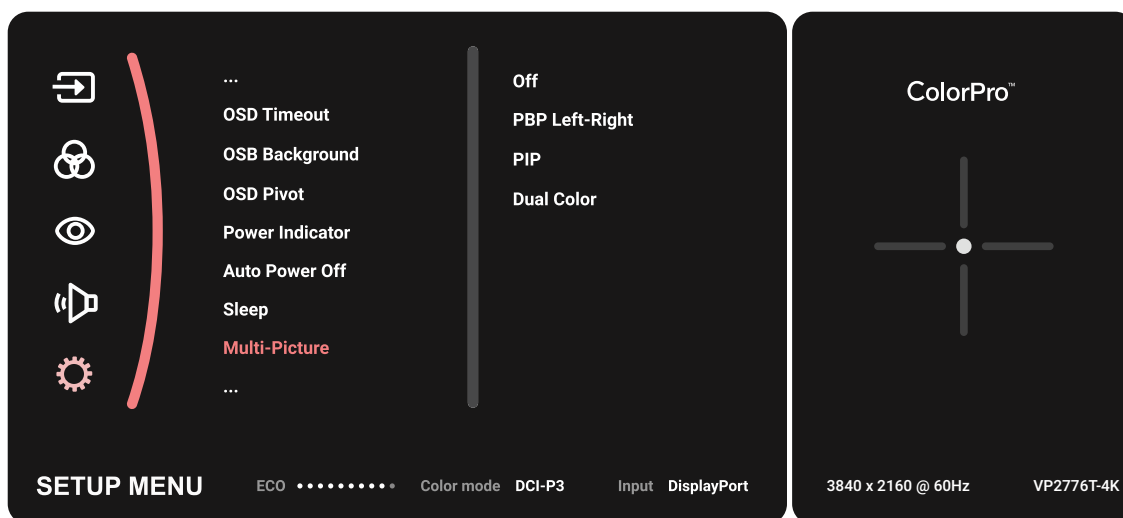 ...
OSD Timeout
OSB Background
OSD Pivot
Power Indicator
Auto Power Off
Sleep
Multi-Picture
...
Off
PBP Left-Right
PIP
Dual Color
SETUP MENU
ECO
Color mode DCI-P3
Input DisplayPort
ColorPro™
3840 x 2160 @ 60Hz
VP2776T-4K